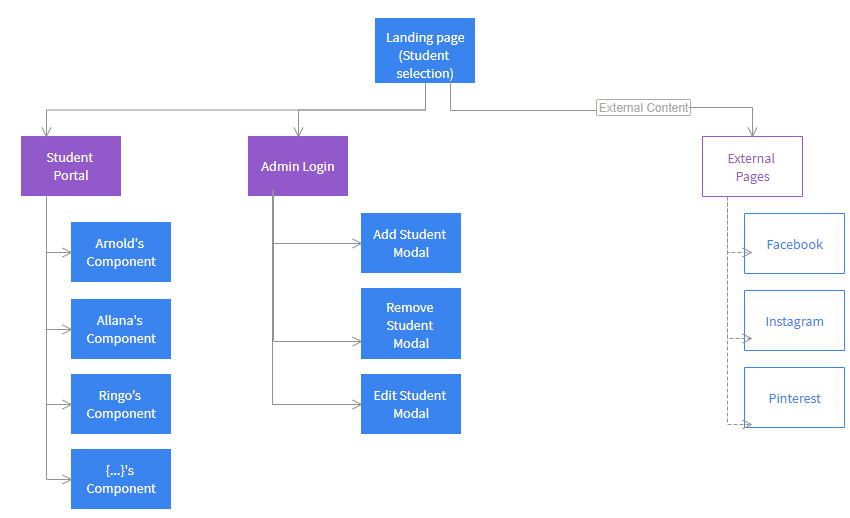 Landing page
(Student
selection)
External Content
Student
Portal
Admin Login
External
Pages
Arnold's
Component
Allana's
Component
Ringo's
Component
{...}'s
Component
Add Student
Modal
Remove
Student
Modal
Edit Student
Modal
Facebook
Instagram
Pinterest